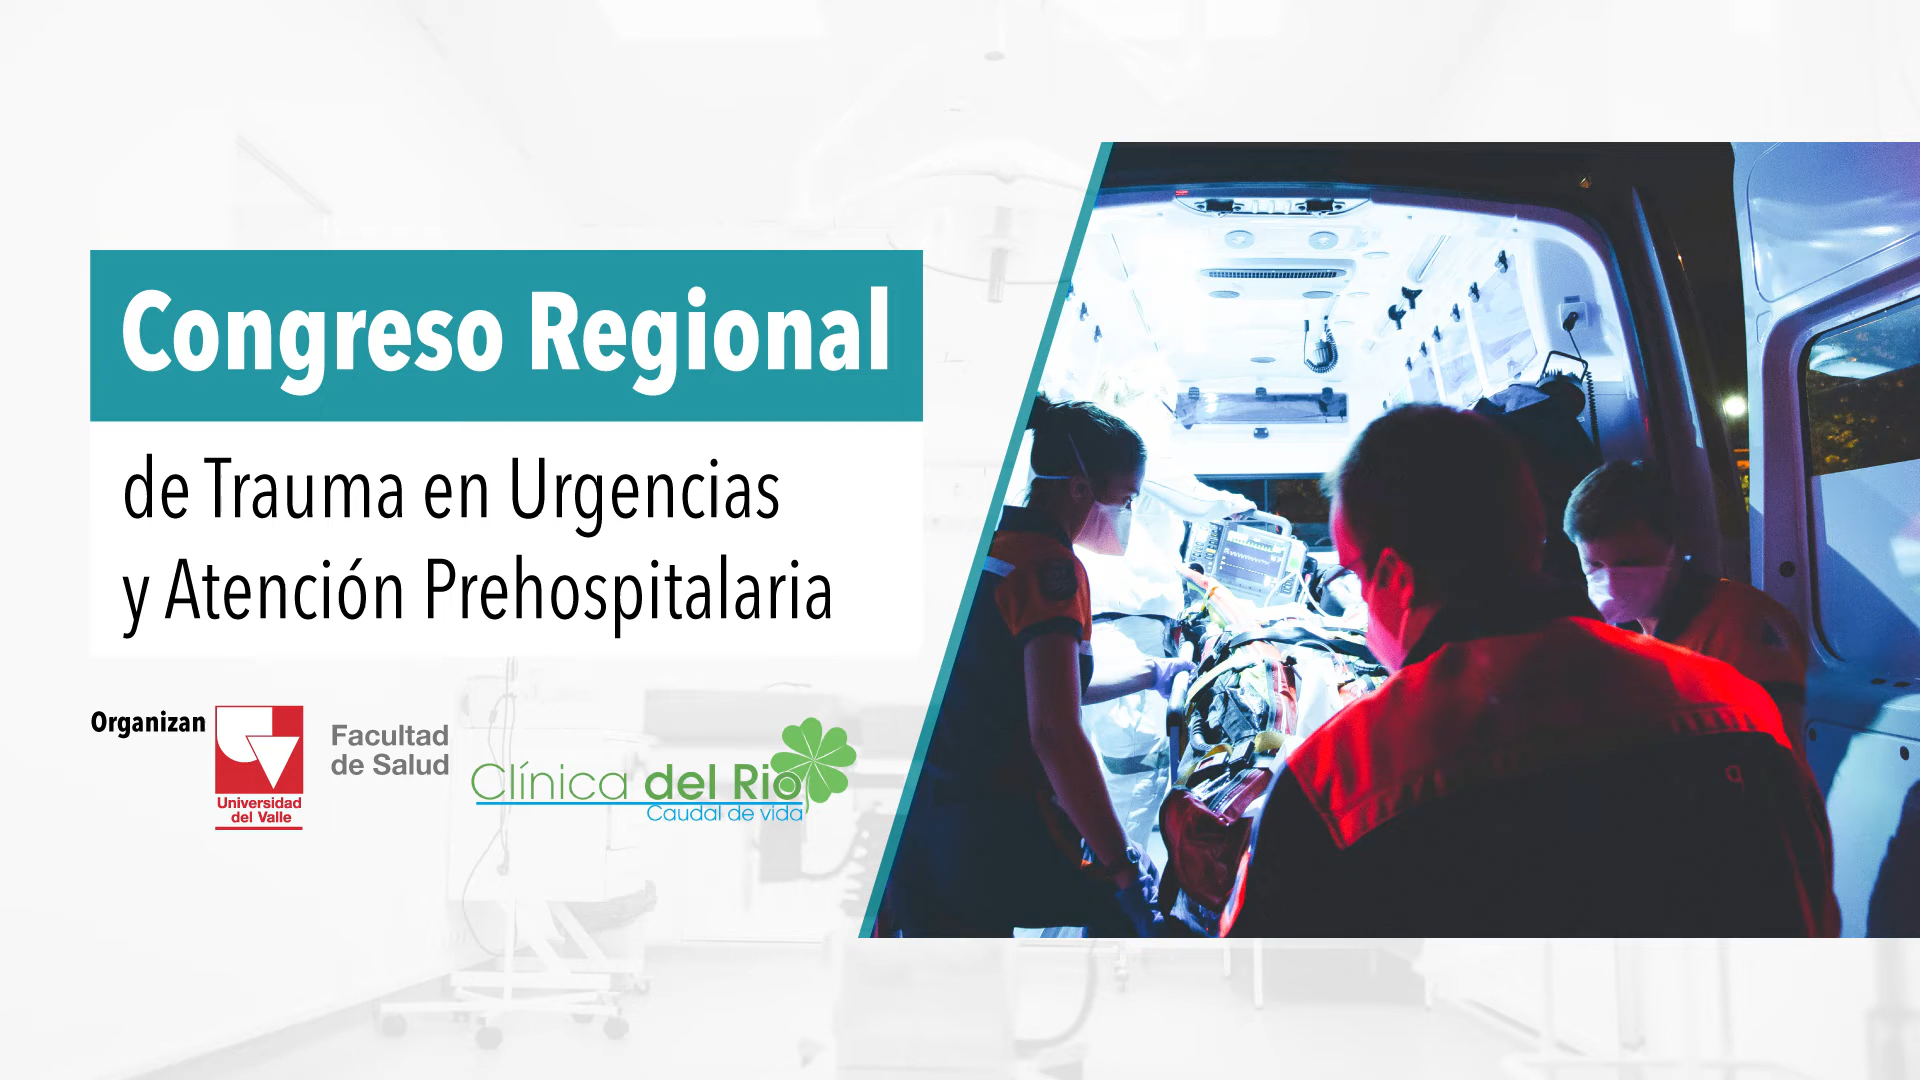 Congreso Regional
de Trauma en Urgencias
y Atención Prehospitalaria
Organizan
Universidad
del Valle
Facultad
de Salud
Clínica del Rio
Caudal de vida